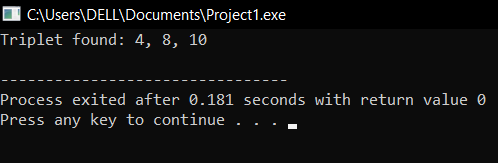 C:\Users\DELL\Documents\Project1.exe
Triplet found: 4, 8, 10
--------------------------------
Process exited after 0.181 seconds with return value 0
Press any key to continue . . .